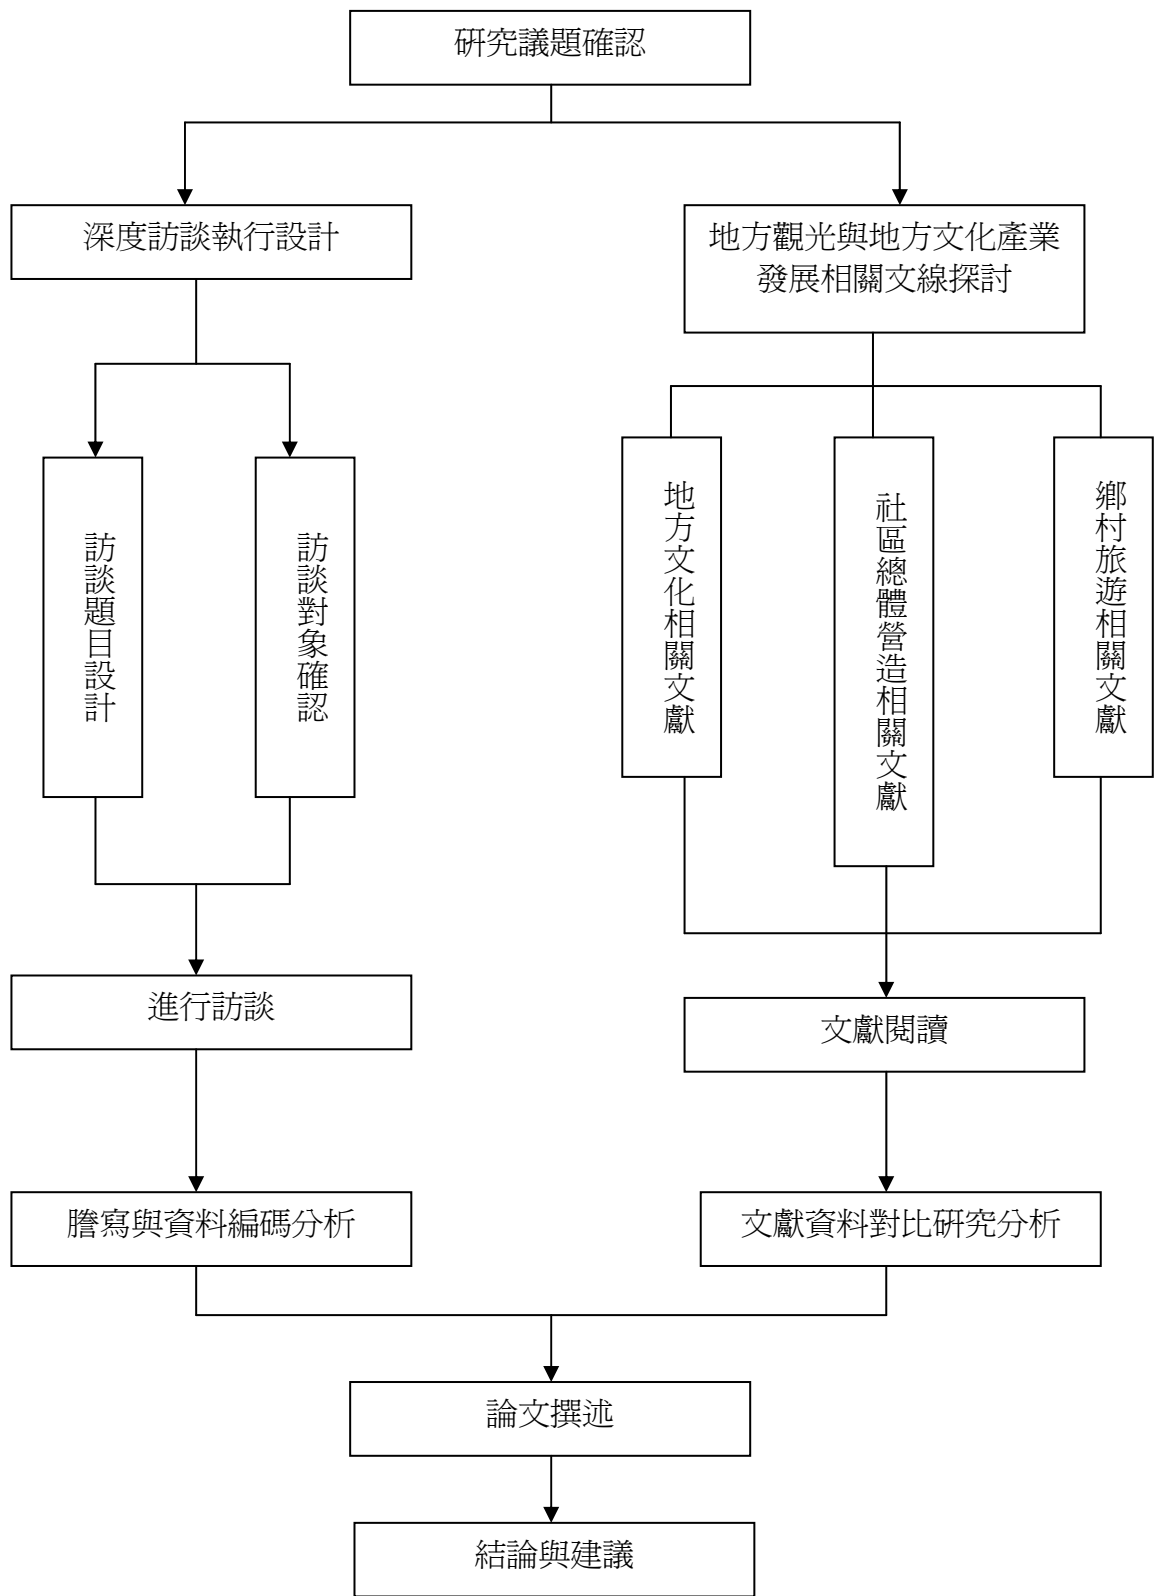 研究議題確認
深度訪談執行設計
地方觀光與地方文化產業
發展相關文線探討
訪談題目設計
訪談對象確認
地方文化相關文獻
社區總體營造相關文獻
鄉村旅遊相關文獻
進行訪談
文獻閱讀
謄寫與資料編碼分析
文獻資料對比研究分析
論文撰述
結論與建議